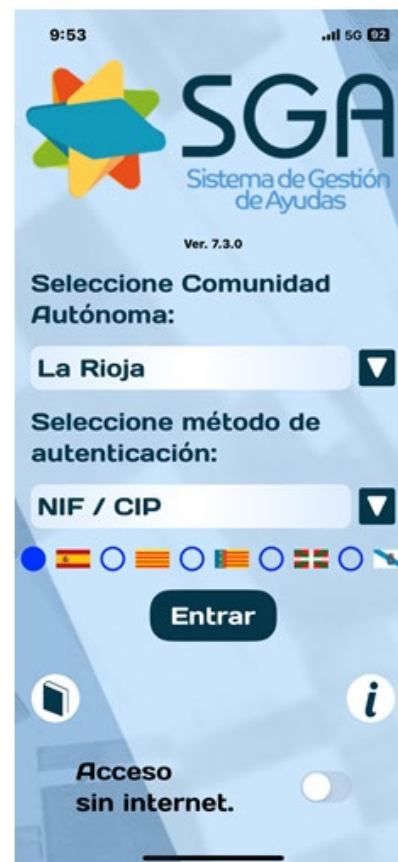 9:53
5G 92
SGA
Sistema de Gestión
de Ayudas
Ver. 7.3.0
Seleccione Comunidad
Autónoma:
La Rioja
Seleccione método de
autenticación:
NIF / CIP
Entrar
i
Acceso
sin internet.